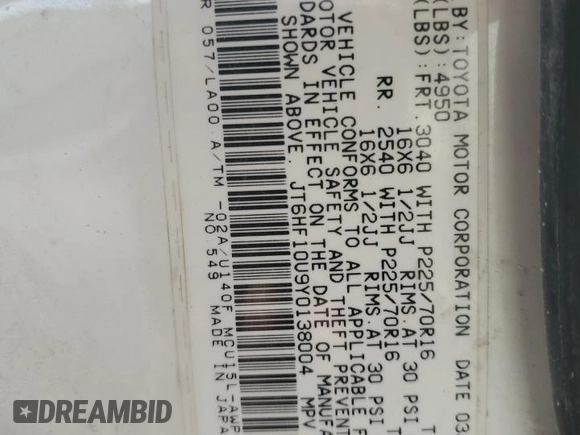 .BY:TOYOTA MOTOR CORPORATION DATE 03
(LBS):4950
(LBS):FRT.3040 WITH P225/70R16
16X6 1/2JJ RIMS.AT 30 PSI T
RR. 2540 WITH P225/70R16
16X6 1/2JJ RIMS.AT 30 PSI T
VEHICLE CONFORMS TO ALL APPLICABLE F
OTOR VEHICLE SAFETY AND THEFT PREVENT
DARDS IN EFFECT ON THE DATE OF MANUFA
SHOWN ABOVE. JT6HF10U9Y0138004 MPV
R 057/LA00 A/TM -02A/U140F MCU15L-AWP
NO.549 MADE IN JAPA
DREAMBID